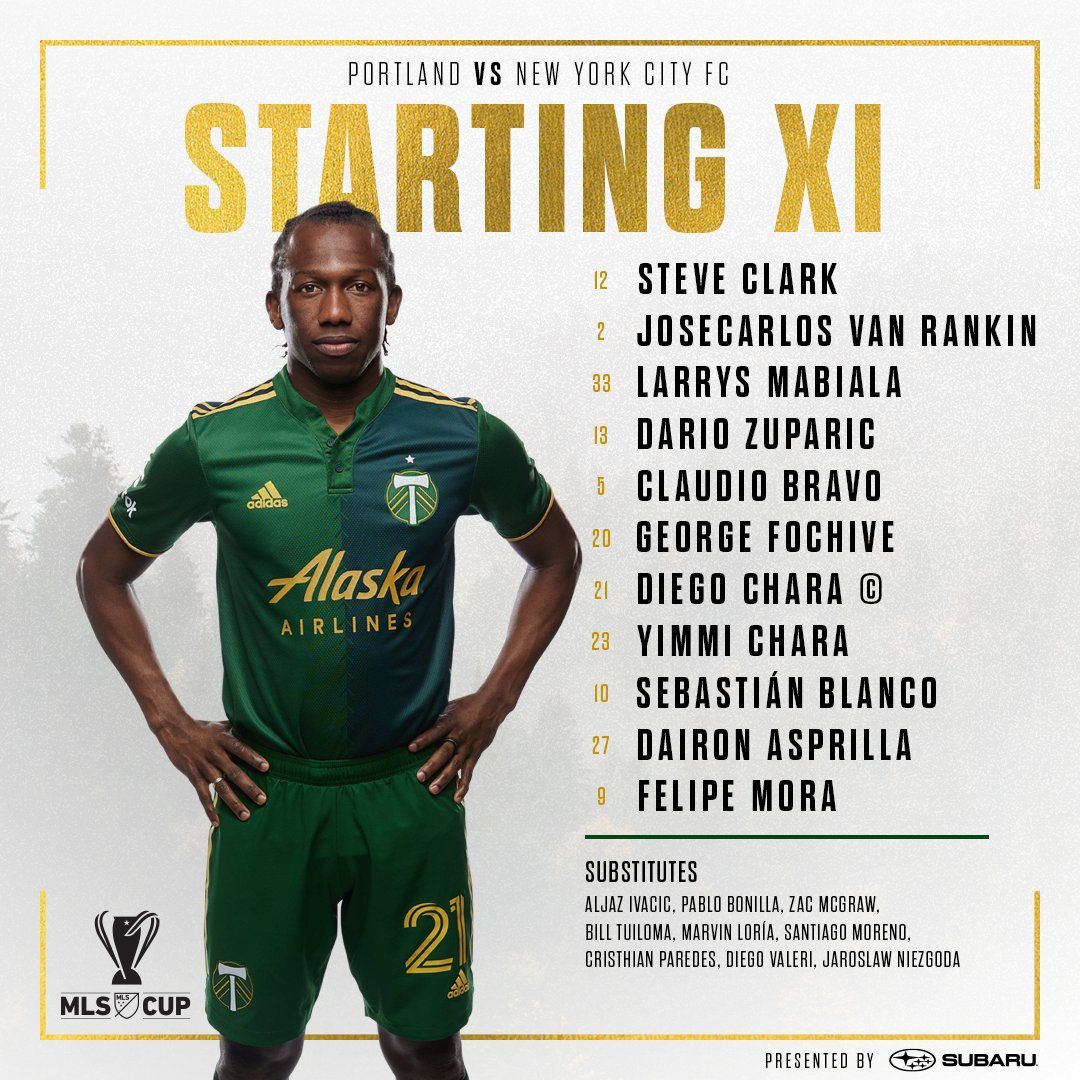 PORTLAND VS NEW YORK CITY FC
STARTING XI
12 STEVE CLARK
2 JOSECARLOS VAN RANKIN
33 LARRYS MABIALA
13 DARIO ZUPARIC
5 CLAUDIO BRAVO
20 GEORGE FOCHIVE
21 DIEGO CHARA ©
23 YIMMI CHARA
10 SEBASTIÁN BLANCO
27 DAIRON ASPRILLA
9 FELIPE MORA
SUBSTITUTES
ALJAZ IVACIC, PABLO BONILLA, ZAC MCGRAW,
BILL TUILOMA, MARVIN LORÍA, SANTIAGO MORENO,
CRISTHIAN PAREDES, DIEGO VALERI, JAROSLAW NIEZGODA
adidas
Alaska
AIRLINES
21
MLS MLS CUP
PRESENTED BY SUBARU